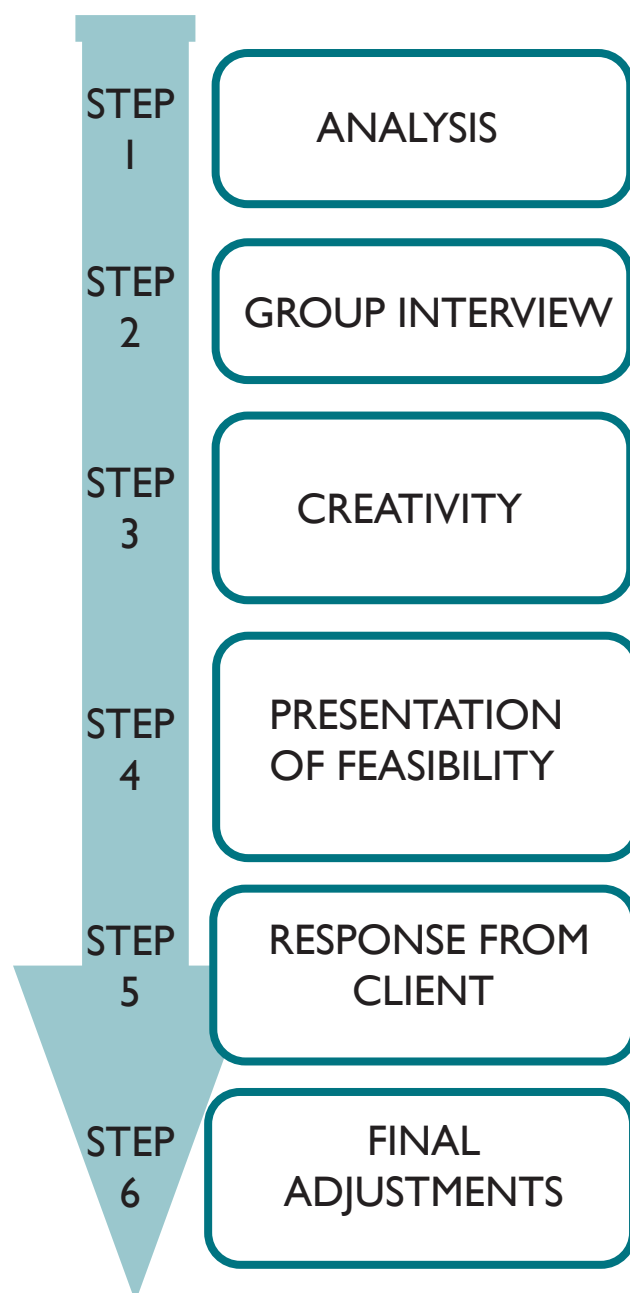 STEP
1
ANALYSIS
STEP
2
GROUP INTERVIEW
STEP
3
CREATIVITY
STEP
4
PRESENTATION
OF FEASIBILITY
STEP
5
RESPONSE FROM
CLIENT
STEP
6
FINAL
ADJUSTMENTS